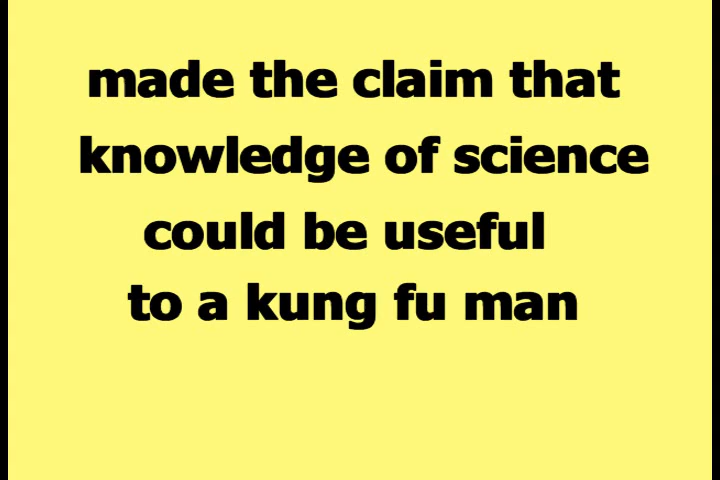 made the claim that
knowledge of science
could be useful
to a kung fu man